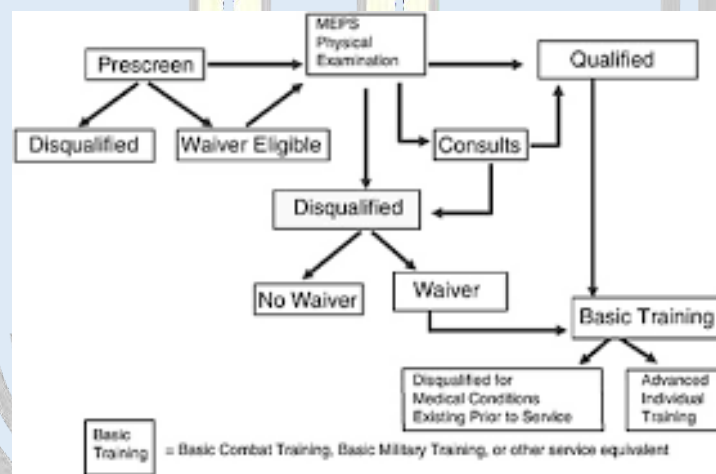 MEPS
Physical
Examination
Prescreen
Qualified
Disqualified
Waiver Eligible
Consults
Disqualified
No Waiver
Waiver
Basic Training
Disqualified for
Medical Conditions
Existing Prior to Service
Advanced
Individual
Training
Basic
Training
= Basic Combat Training, Basic Military Training, or other service equivalent